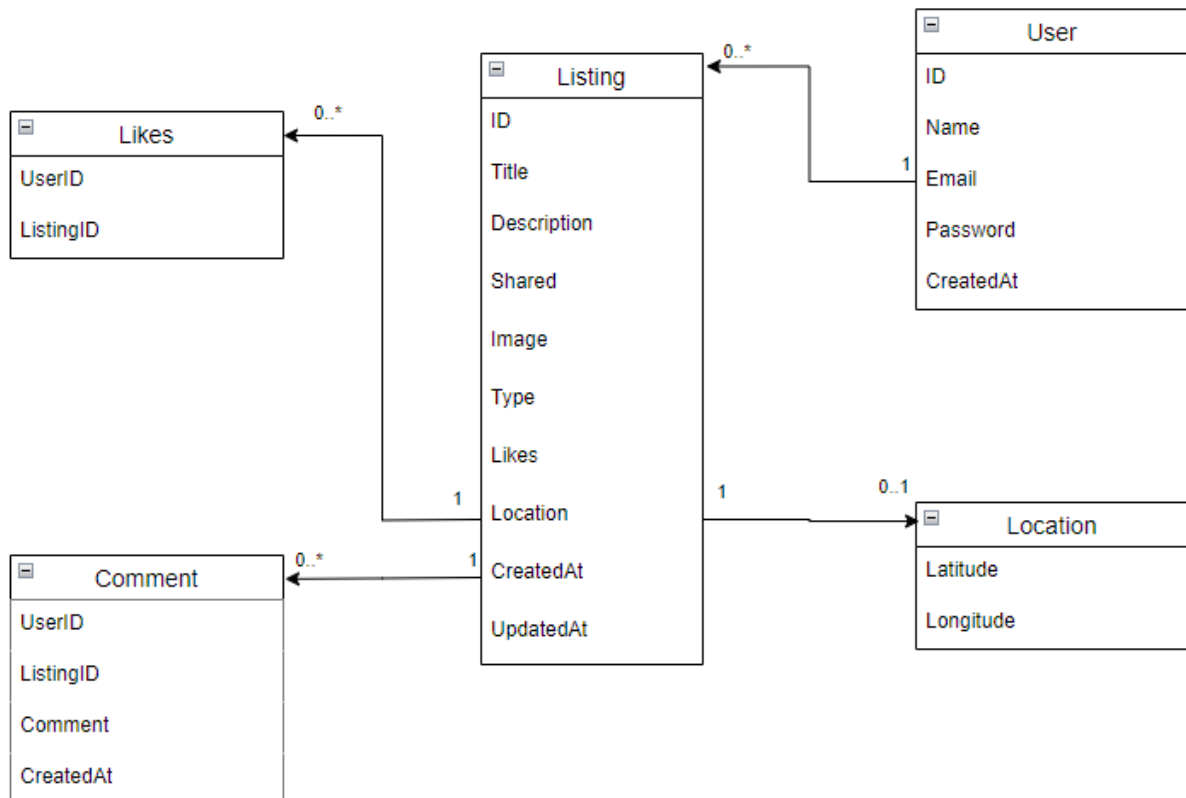 Likes
UserID
ListingID
0..*
1
Comment
UserID
ListingID
Comment
CreatedAt
0..*
1
Listing
ID
Title
Description
Shared
Image
Type
Likes
Location
CreatedAt
UpdatedAt
0..*
1
User
ID
Name
Email
Password
CreatedAt
1
0..1
Location
Latitude
Longitude